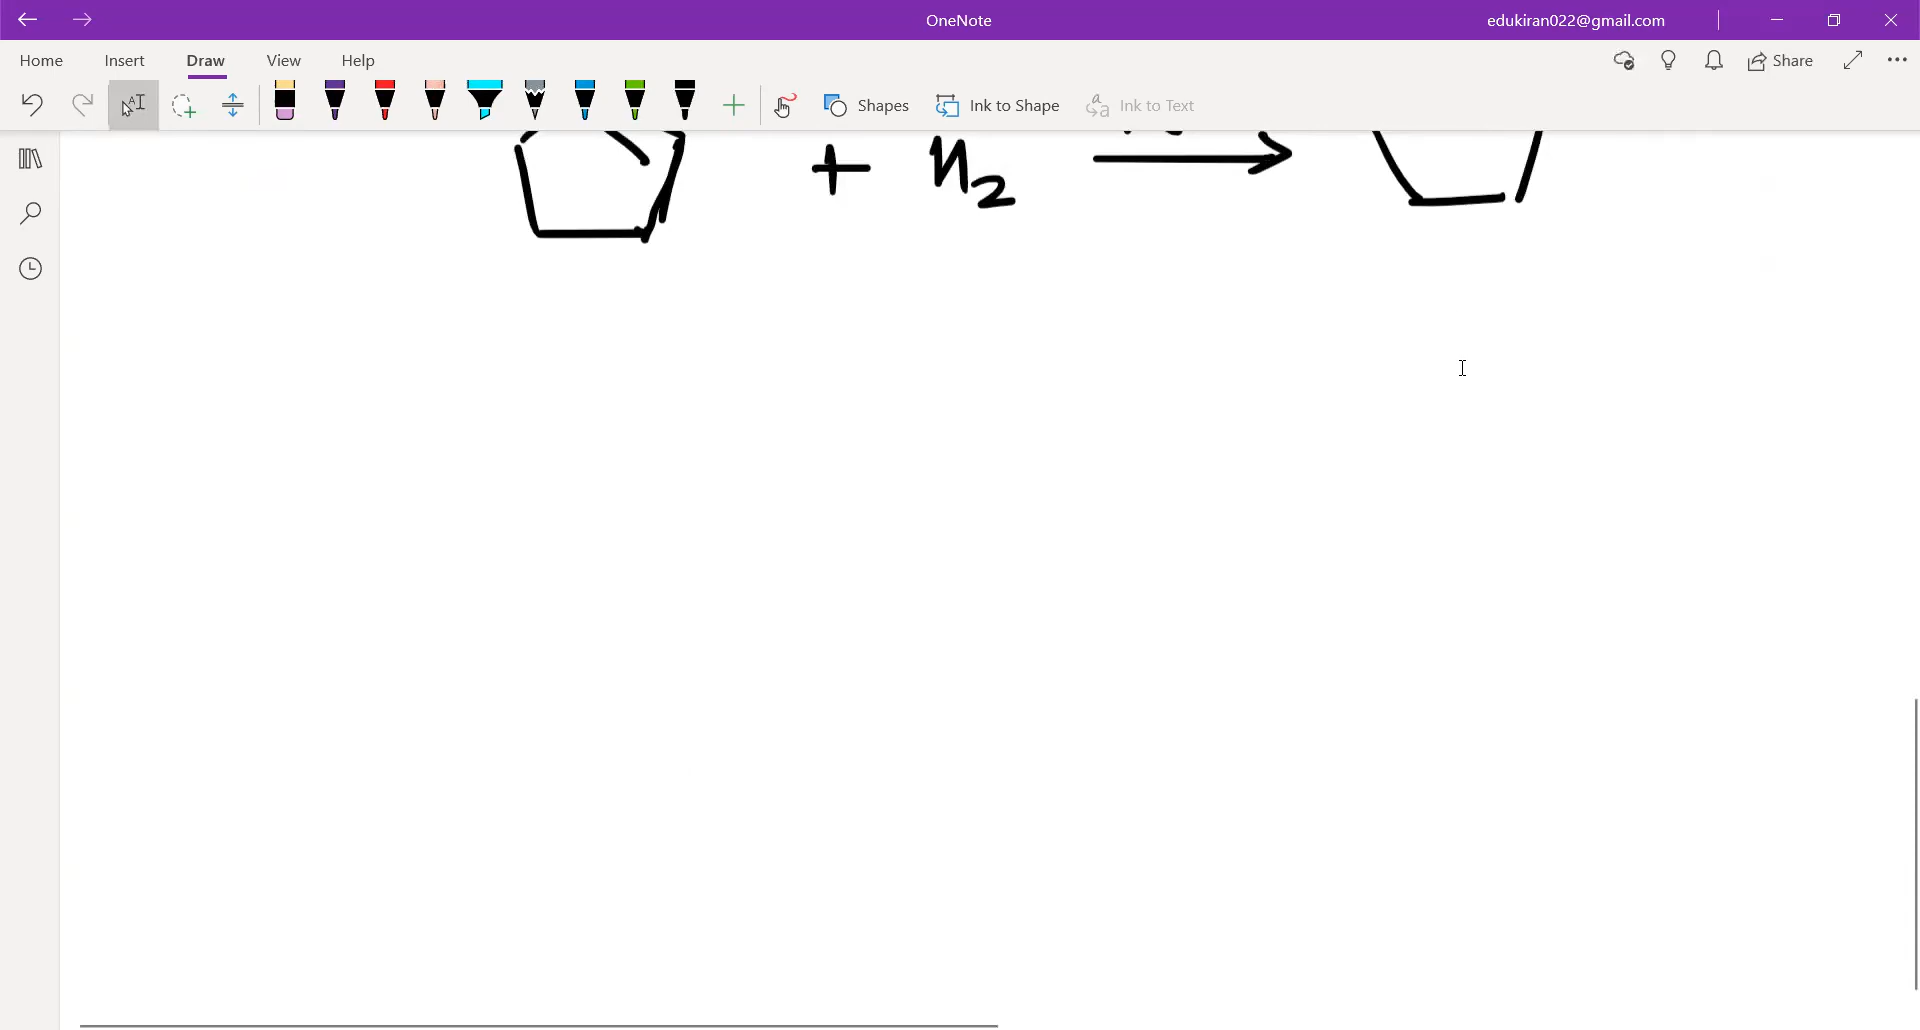 OneNote
edukiran022@gmail.com
Home Insert Draw View Help
Share
Shapes Ink to Shape Ink to Text
+ H2